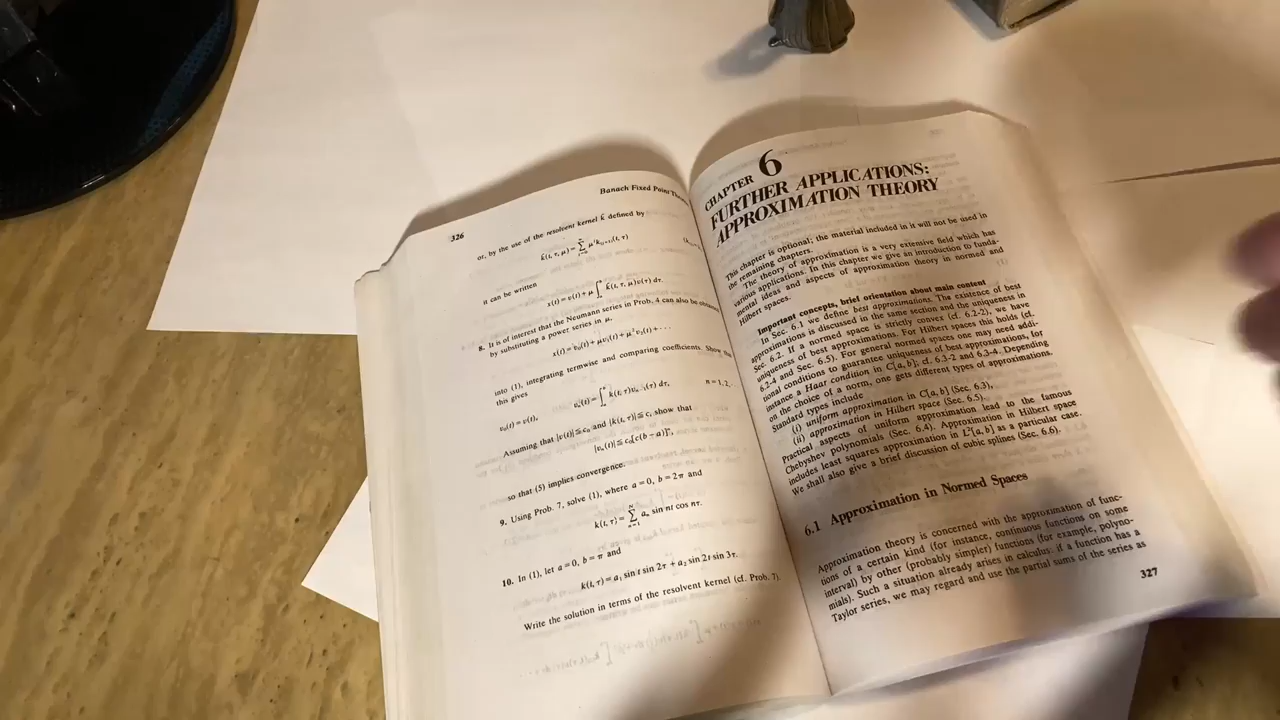 326
Banach Fixed Point
or, by the use of the resolvent kernel k̃ defined by
it can be written
x(t) = v(t) + μ ∫ k̃(t, τ, μ)v(τ) dτ.
8. It is of interest that the Neumann series in Prob. 4 can also be
by substituting a power series in μ,
x(t) = v₀(t) + μv₁(t) + μ²v₂(t) + · · ·
into (1), integrating termwise and comparing coefficients. Show
this gives
v₀(t) = v(t),
n = 1, 2,
Assuming that |v(t)| ≦ c₀ and |k(t, τ)| ≦ c, show that
|vₙ(t)| ≦ c₀[c(b − a)]ⁿ,
so that (5) implies convergence.
9. Using Prob. 7, solve (1), where a = 0, b = 2π and
k(t, τ) = Σ aₙ sin nt cos nτ.
10. In (1), let a = 0, b = π and
k(t, τ) = a₁ sin t sin 2τ + a₂ sin 2t sin 3τ.
Write the solution in terms of the resolvent kernel (cf. Prob. 7).
CHAPTER 6
FURTHER APPLICATIONS:
APPROXIMATION THEORY
This chapter is optional; the material included in it will not be used in
the remaining chapters.
The theory of approximation is a very extensive field which has
various applications. In this chapter we give an introduction to funda-
mental ideas and aspects of approximation theory in normed and
Hilbert spaces.
Important concepts, brief orientation about main content
In Sec. 6.1 we define best approximations. The existence of best
approximations is discussed in the same section and the uniqueness in
Sec. 6.2. If a normed space is strictly convex (cf. 6.2-2), we have
uniqueness of best approximations. For Hilbert spaces this holds (cf.
6.2-4 and Sec. 6.5). For general normed spaces one may need addi-
tional conditions to guarantee uniqueness of best approximations, for
instance a Haar condition in C[a, b]; cf. 6.3-2 and 6.3-4. Depending
on the choice of a norm, one gets different types of approximations.
Standard types include
(i) uniform approximation in C[a, b] (Sec. 6.3),
(ii) approximation in Hilbert space (Sec. 6.5).
Practical aspects of uniform approximation lead to the famous
Chebyshev polynomials (Sec. 6.4). Approximation in Hilbert space
includes least squares approximation in L²[a, b] as a particular case.
We shall also give a brief discussion of cubic splines (Sec. 6.6).
6.1 Approximation in Normed Spaces
Approximation theory is concerned with the approximation of func-
tions of a certain kind (for instance, continuous functions on some
interval) by other (probably simpler) functions (for example, polyno-
mials). Such a situation already arises in calculus: if a function has a
Taylor series, we may regard and use the partial sums of the series as
327